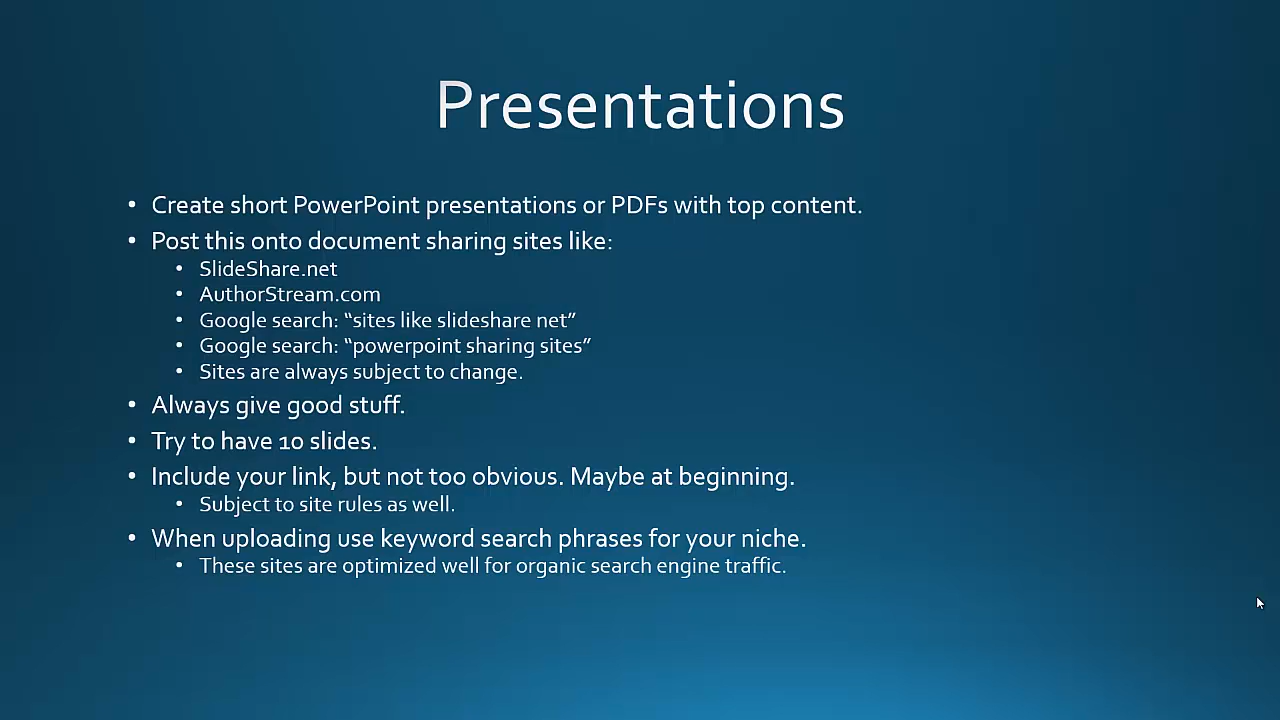 Presentations
• Create short PowerPoint presentations or PDFs with top content.
• Post this onto document sharing sites like:
• SlideShare.net
• AuthorStream.com
• Google search: “sites like slideshare net”
• Google search: “powerpoint sharing sites”
• Sites are always subject to change.
• Always give good stuff.
• Try to have 10 slides.
• Include your link, but not too obvious. Maybe at beginning.
• Subject to site rules as well.
• When uploading use keyword search phrases for your niche.
• These sites are optimized well for organic search engine traffic.